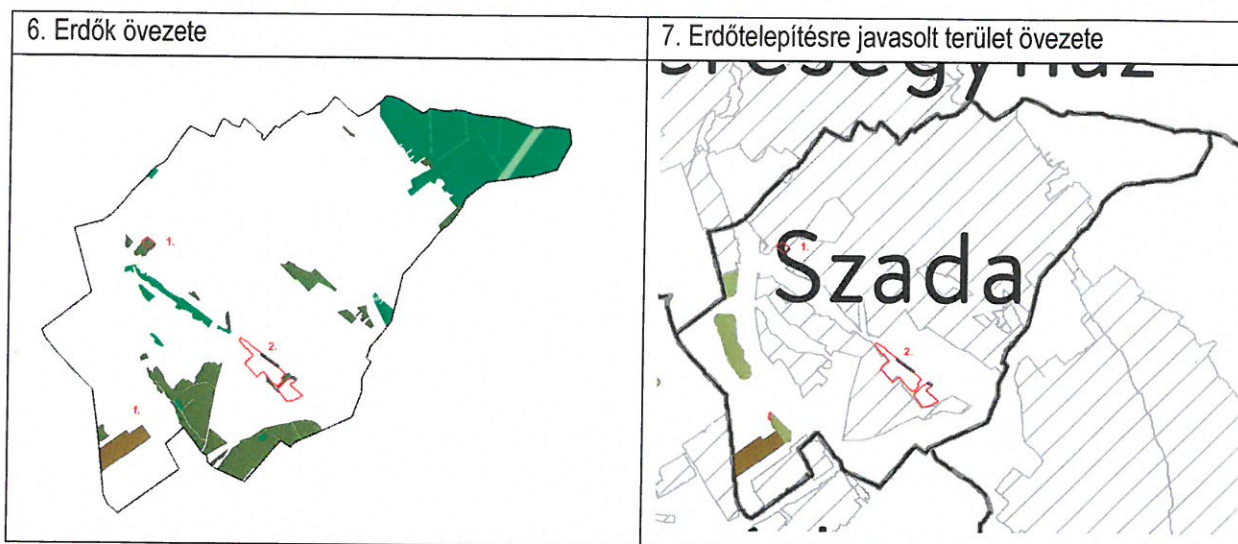 6. Erdők övezete
1.
2.
f.
7. Erdőtelepítésre javasolt terület övezete
1.
Szada
2.